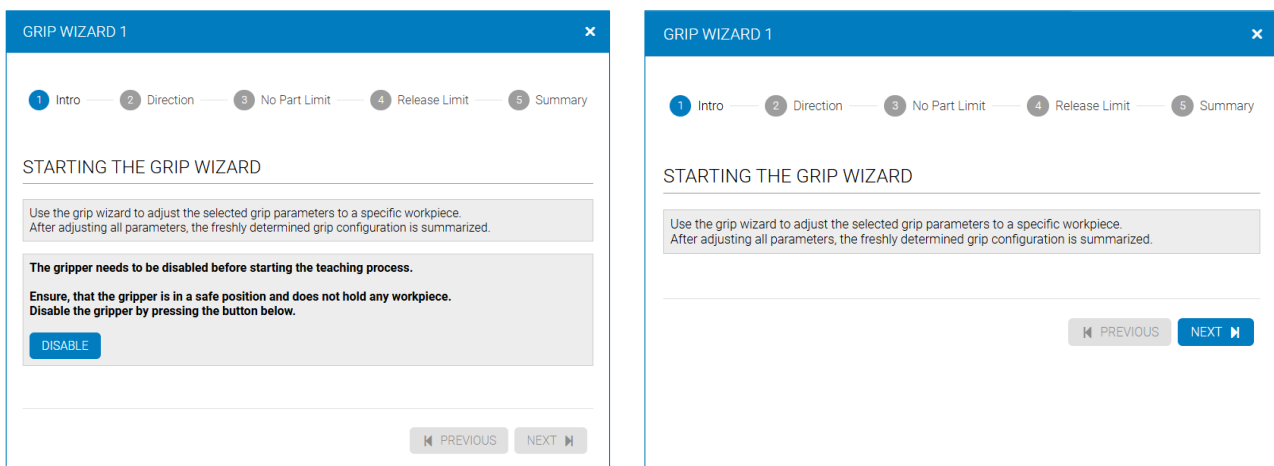 GRIP WIZARD 1
1 Intro 2 Direction 3 No Part Limit 4 Release Limit 5 Summary
STARTING THE GRIP WIZARD
Use the grip wizard to adjust the selected grip parameters to a specific workpiece.
After adjusting all parameters, the freshly determined grip configuration is summarized.
The gripper needs to be disabled before starting the teaching process.
Ensure, that the gripper is in a safe position and does not hold any workpiece.
Disable the gripper by pressing the button below.
DISABLE
PREVIOUS NEXT
GRIP WIZARD 1
1 Intro 2 Direction 3 No Part Limit 4 Release Limit 5 Summary
STARTING THE GRIP WIZARD
Use the grip wizard to adjust the selected grip parameters to a specific workpiece.
After adjusting all parameters, the freshly determined grip configuration is summarized.
PREVIOUS NEXT